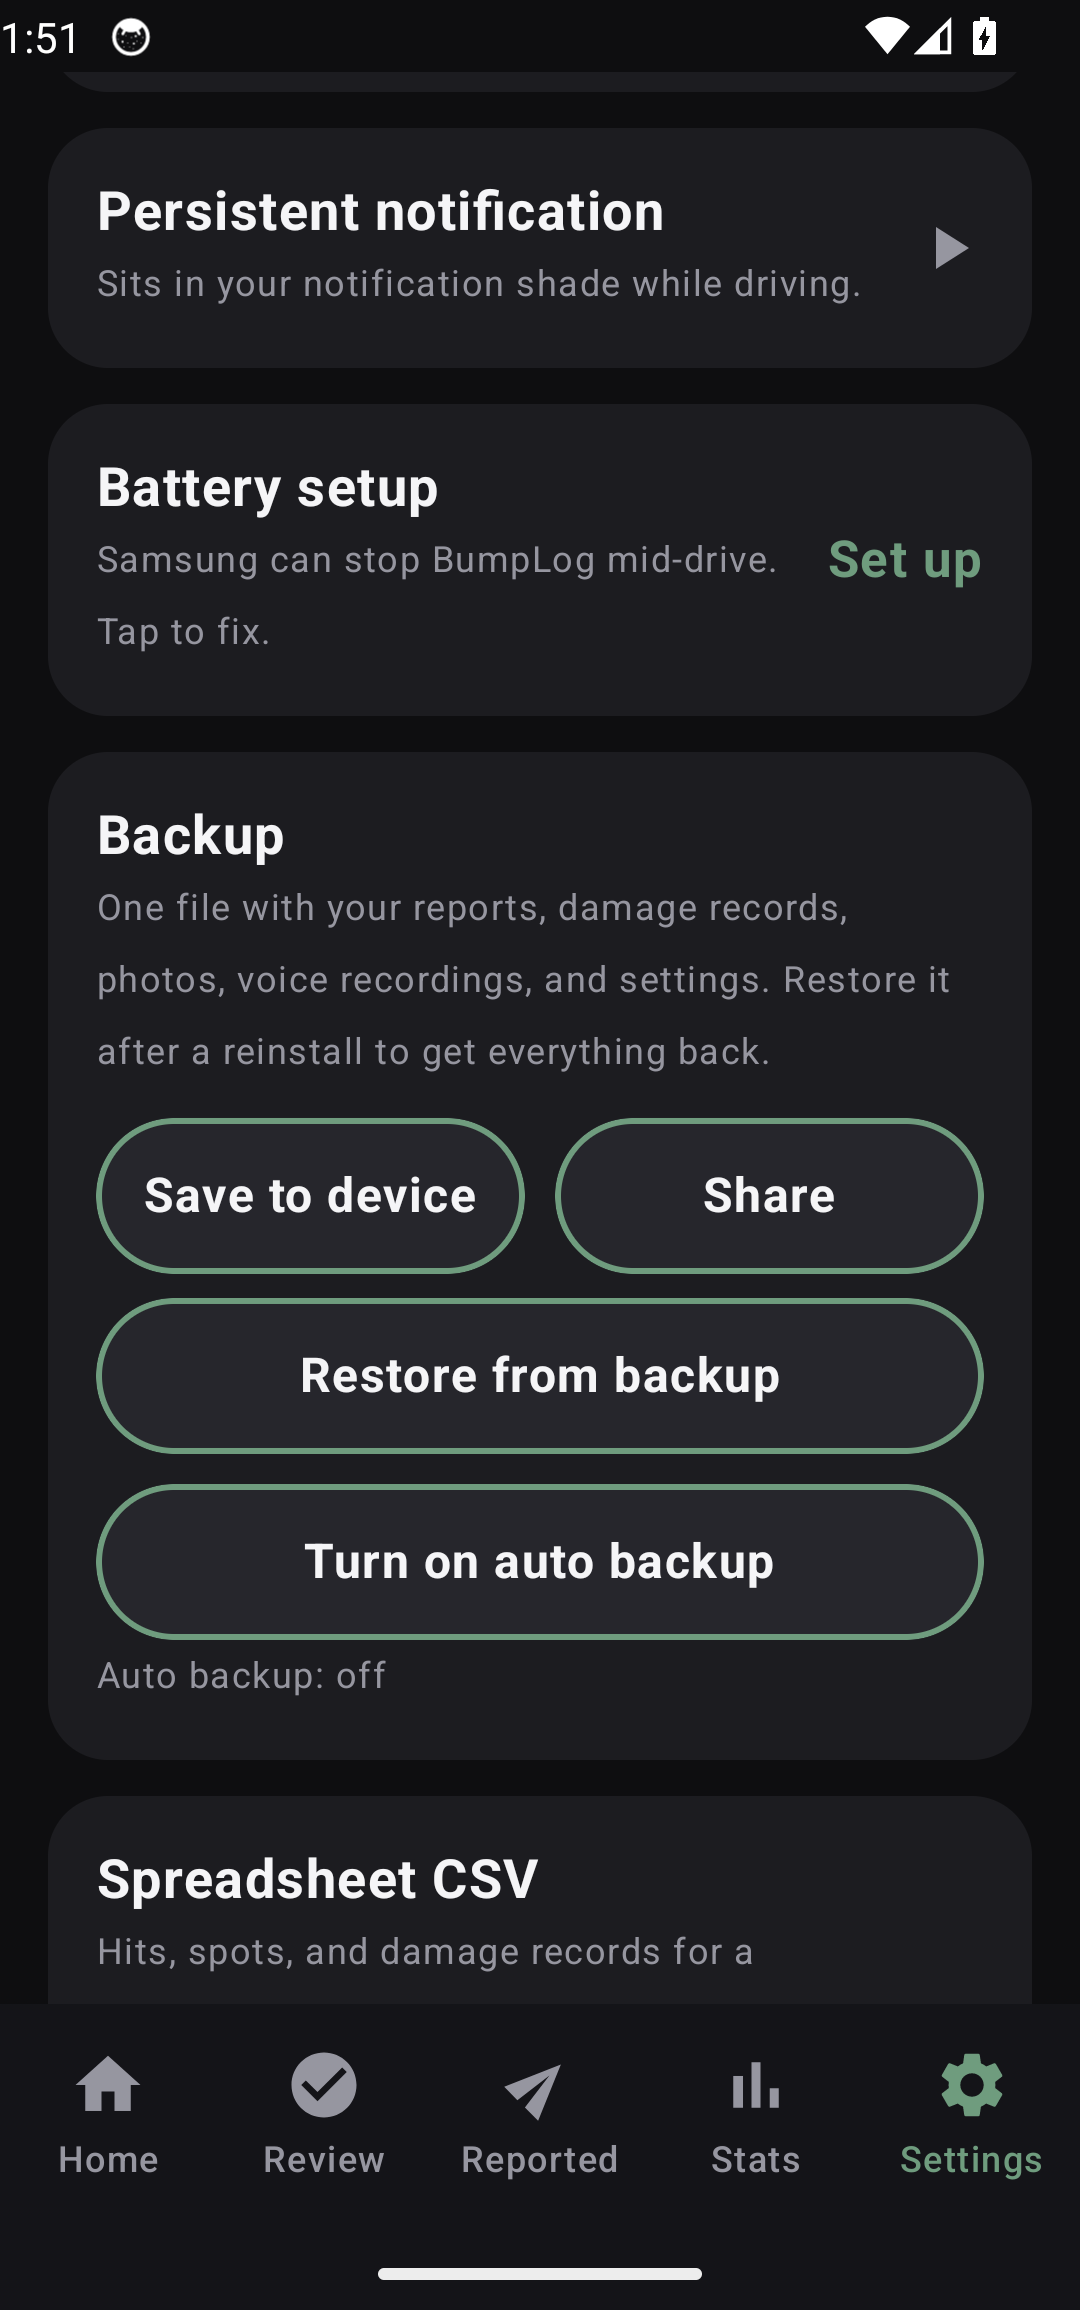 1:51
Persistent notification
Sits in your notification shade while driving.
Battery setup
Samsung can stop BumpLog mid-drive.
Tap to fix.
Set up
Backup
One file with your reports, damage records,
photos, voice recordings, and settings. Restore it
after a reinstall to get everything back.
Save to device
Share
Restore from backup
Turn on auto backup
Auto backup: off
Spreadsheet CSV
Hits, spots, and damage records for a
Home
Review
Reported
Stats
Settings